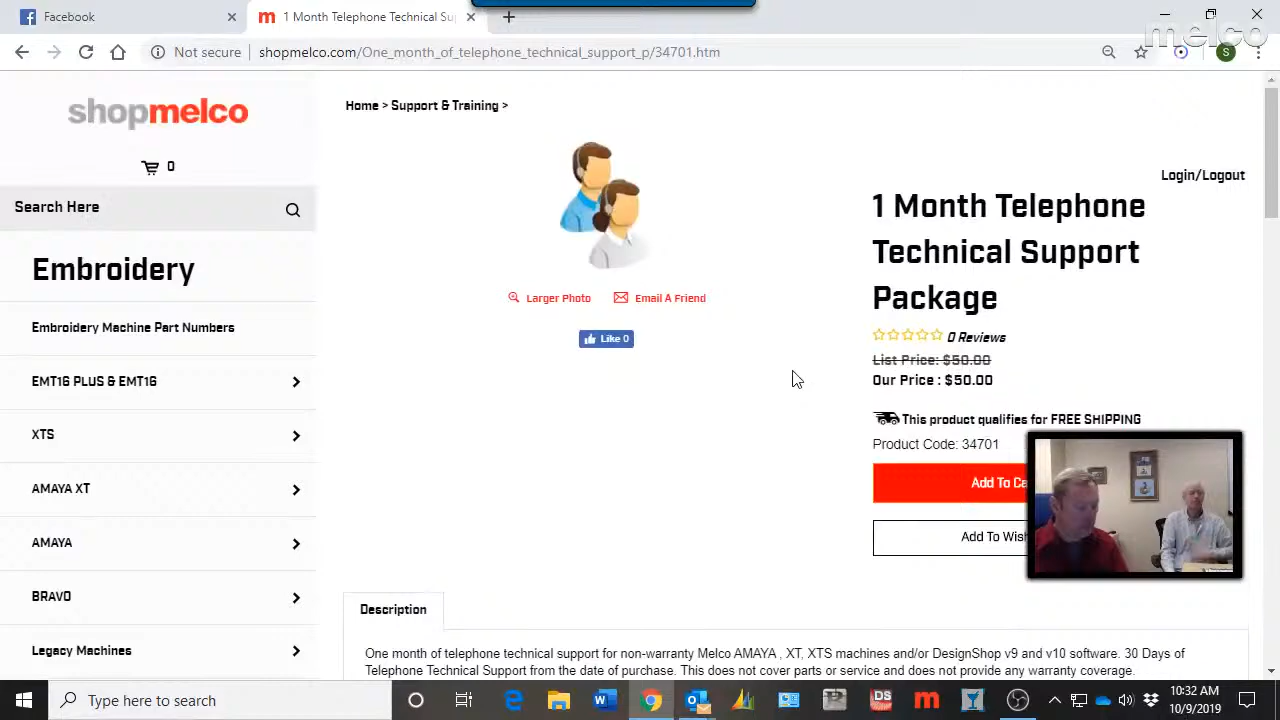 Facebook
1 Month Telephone Technical Su
melco
Not secure
shopmelco.com/One_month_of_telephone_technical_support_p/34701.htm
S
shopmelco
0
Search Here
Embroidery
Embroidery Machine Part Numbers
EMT16 PLUS & EMT16
XTS
AMAYA XT
AMAYA
BRAVO
Legacy Machines
Home > Support & Training >
Larger Photo
Email A Friend
Like 0
Login/Logout
1 Month Telephone
Technical Support
Package
0 Reviews
List Price: $50.00
Our Price : $50.00
This product qualifies for FREE SHIPPING
Product Code: 34701
Add To Ca
Add To Wish
Description
One month of telephone technical support for non-warranty Melco AMAYA , XT, XTS machines and/or DesignShop v9 and v10 software. 30 Days of
Telephone Technical Support from the date of purchase. This does not cover parts or service and does not provide any warranty coverage.
Type here to search
DS
10:32 AM
10/9/2019